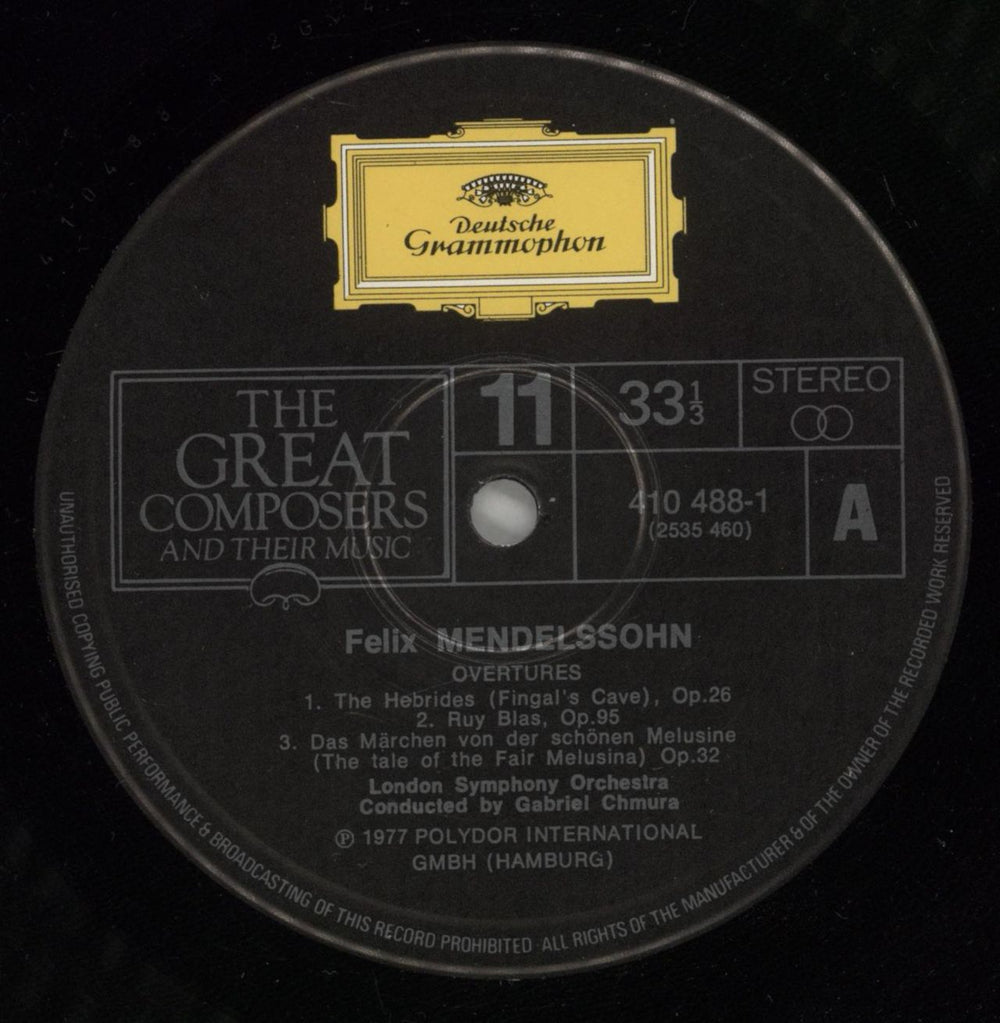 Deutsche
Grammophon
THE
GREAT
COMPOSERS
AND THEIR MUSIC
11
33 1/3
STEREO
410 488-1
(2535 460)
A
Felix MENDELSSOHN
OVERTURES
1. The Hebrides (Fingal's Cave), Op.26
2. Ruy Blas, Op.95
3. Das Märchen von der schönen Melusine
(The tale of the Fair Melusina) Op.32
London Symphony Orchestra
Conducted by Gabriel Chmura
℗ 1977 POLYDOR INTERNATIONAL
GMBH (HAMBURG)
UNAUTHORISED COPYING PUBLIC PERFORMANCE & BROADCASTING OF THIS RECORD PROHIBITED ALL RIGHTS OF THE MANUFACTURER & OF THE OWNER OF THE RECORDED WORK RESERVED